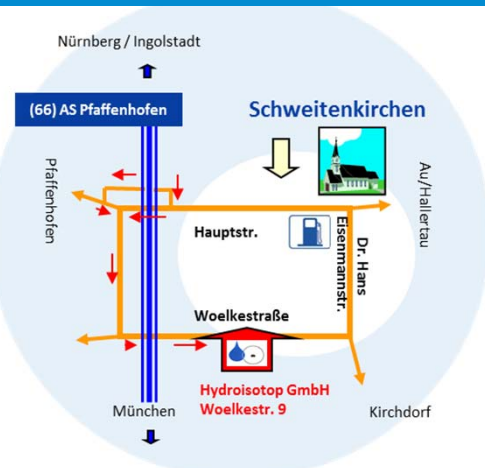 Nürnberg / Ingolstadt
(66) AS Pfaffenhofen
Schweitenkirchen
Pfaffenhofen
Au/Hallertau
Hauptstr.
Dr. Hans
Eisenmannstr.
Woelkestraße
Hydroisotop GmbH
Woelkestr. 9
München
Kirchdorf